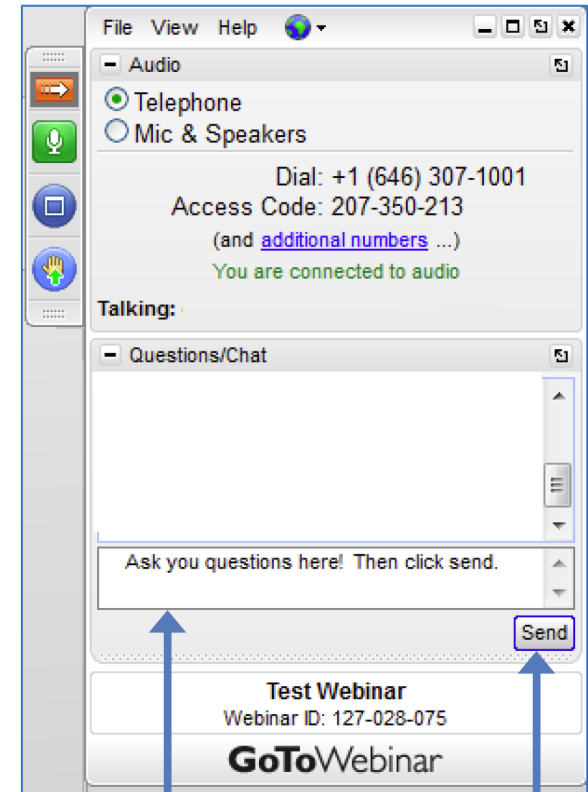 File View Help
Audio
Telephone
Mic & Speakers
Dial: +1 (646) 307-1001
Access Code: 207-350-213
(and additional numbers ...)
You are connected to audio
Talking:
Questions/Chat
Ask you questions here! Then click send.
Send
Test Webinar
Webinar ID: 127-028-075
GoToWebinar